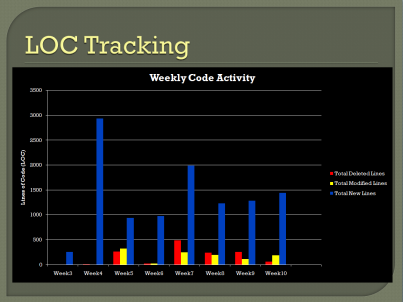 LOC Tracking
Weekly Code Activity
Lines of Code (LOC)
3500
3000
2500
2000
1500
1000
500
0
Week3 Week4 Week5 Week6 Week7 Week8 Week9 Week10
Total Deleted Lines
Total Modified Lines
Total New Lines